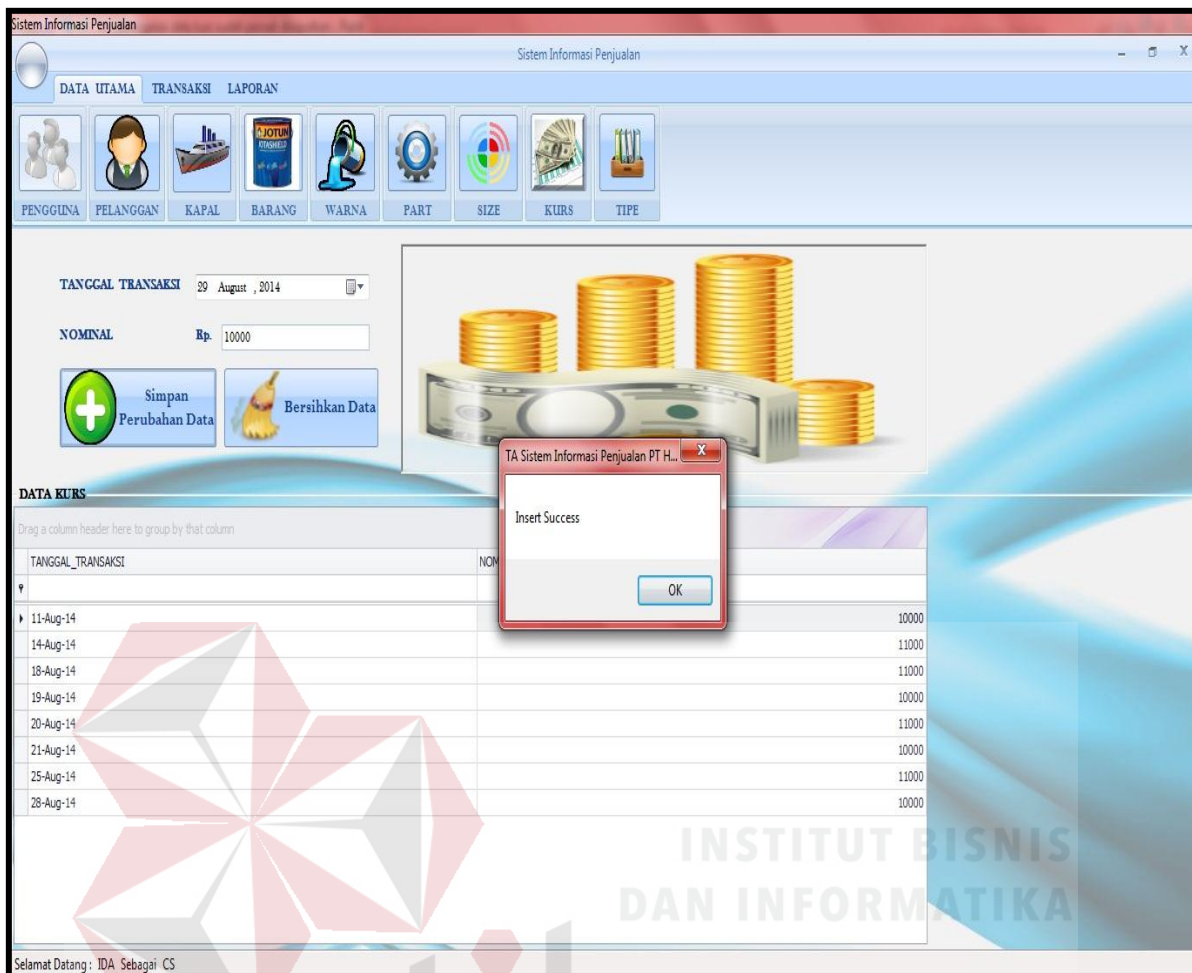 Sistem Informasi Penjualan
Sistem Informasi Penjualan
DATA UTAMA TRANSAKSI LAPORAN
JOTUN
JOTASHIELD
PENGGUNA PELANGGAN KAPAL BARANG WARNA PART SIZE KURS TIPE
TANGGAL TRANSAKSI 29 August , 2014
NOMINAL Rp. 10000
Simpan
Perubahan Data
Bersihkan Data
TA Sistem Informasi Penjualan PT H... X
Insert Success
OK
DATA KURS
Drag a column header here to group by that column
TANGGAL_TRANSAKSI NOM
11-Aug-14 10000
14-Aug-14 11000
18-Aug-14 11000
19-Aug-14 10000
20-Aug-14 11000
21-Aug-14 10000
25-Aug-14 11000
28-Aug-14 10000
INSTITUT BISNIS
DAN INFORMATIKA
Selamat Datang : IDA Sebagai CS